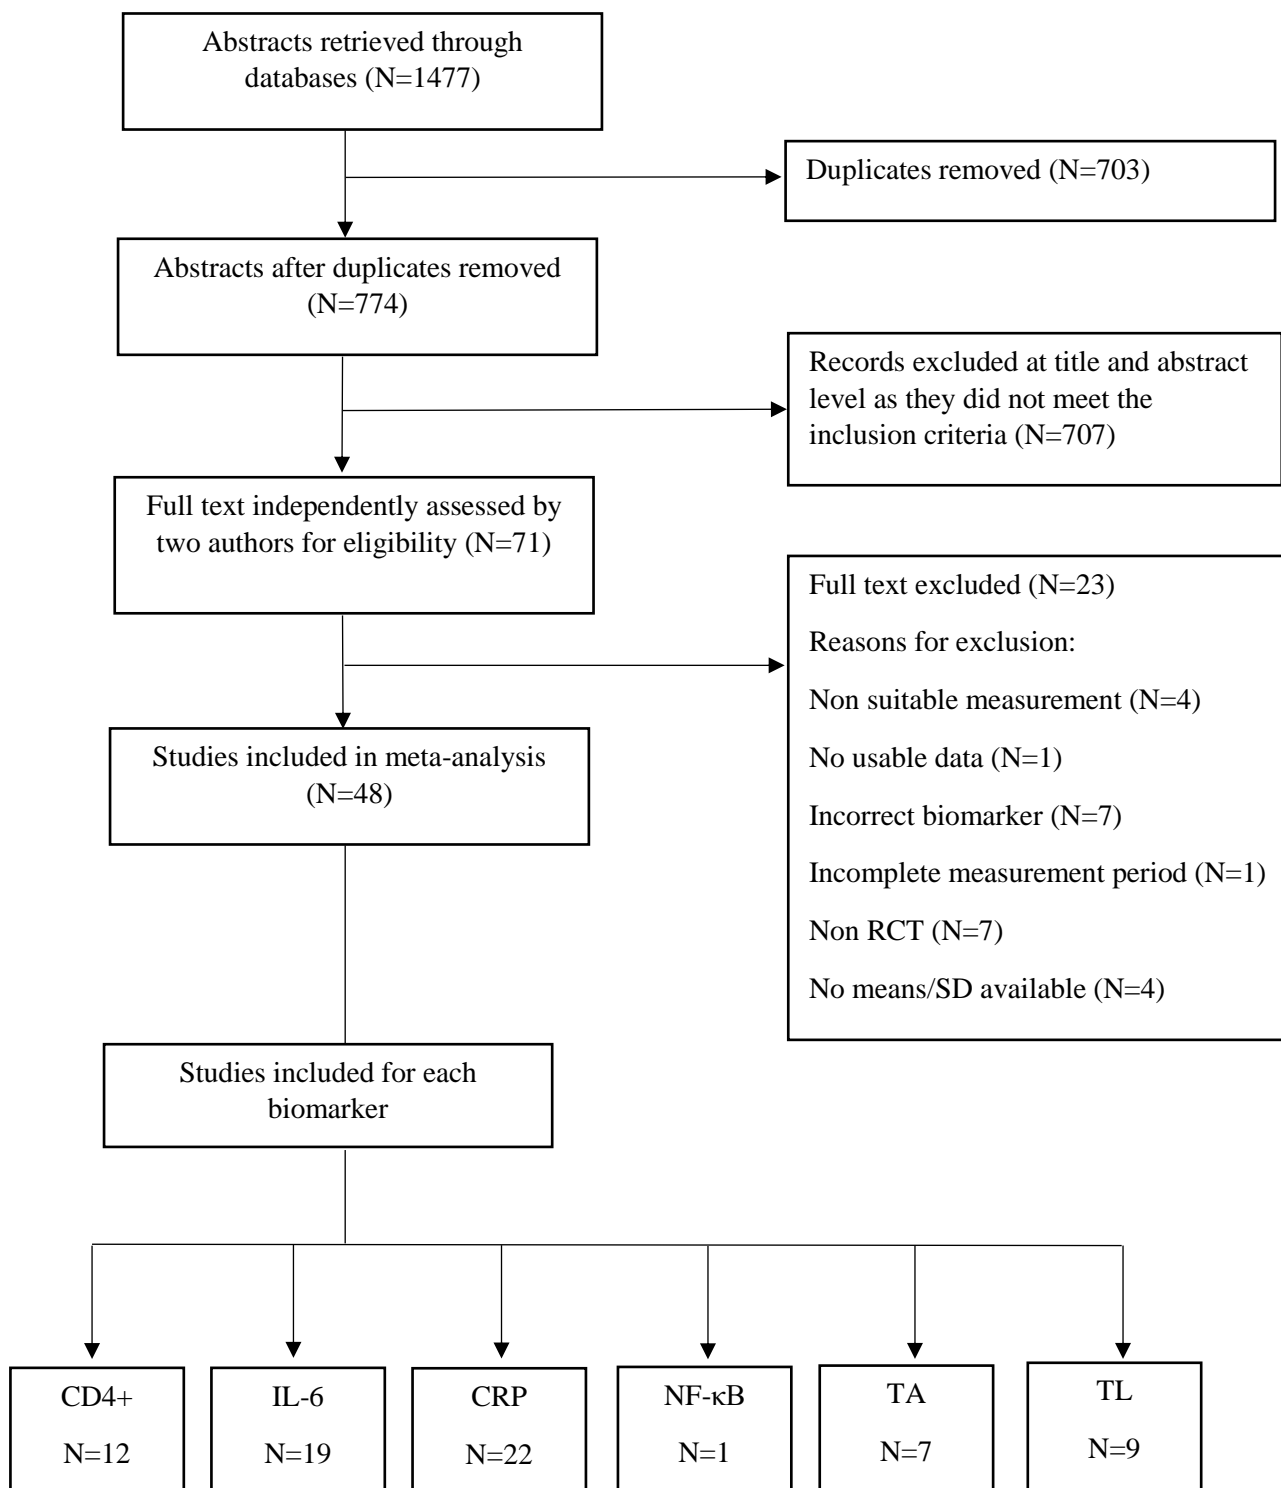 Abstracts retrieved through
databases (N=1477)
Duplicates removed (N=703)
Abstracts after duplicates removed
(N=774)
Records excluded at title and abstract
level as they did not meet the
inclusion criteria (N=707)
Full text independently assessed by
two authors for eligibility (N=71)
Full text excluded (N=23)
Reasons for exclusion:
Non suitable measurement (N=4)
No usable data (N=1)
Incorrect biomarker (N=7)
Incomplete measurement period (N=1)
Non RCT (N=7)
No means/SD available (N=4)
Studies included in meta-analysis
(N=48)
Studies included for each
biomarker
CD4+
N=12
IL-6
N=19
CRP
N=22
NF-κB
N=1
TA
N=7
TL
N=9